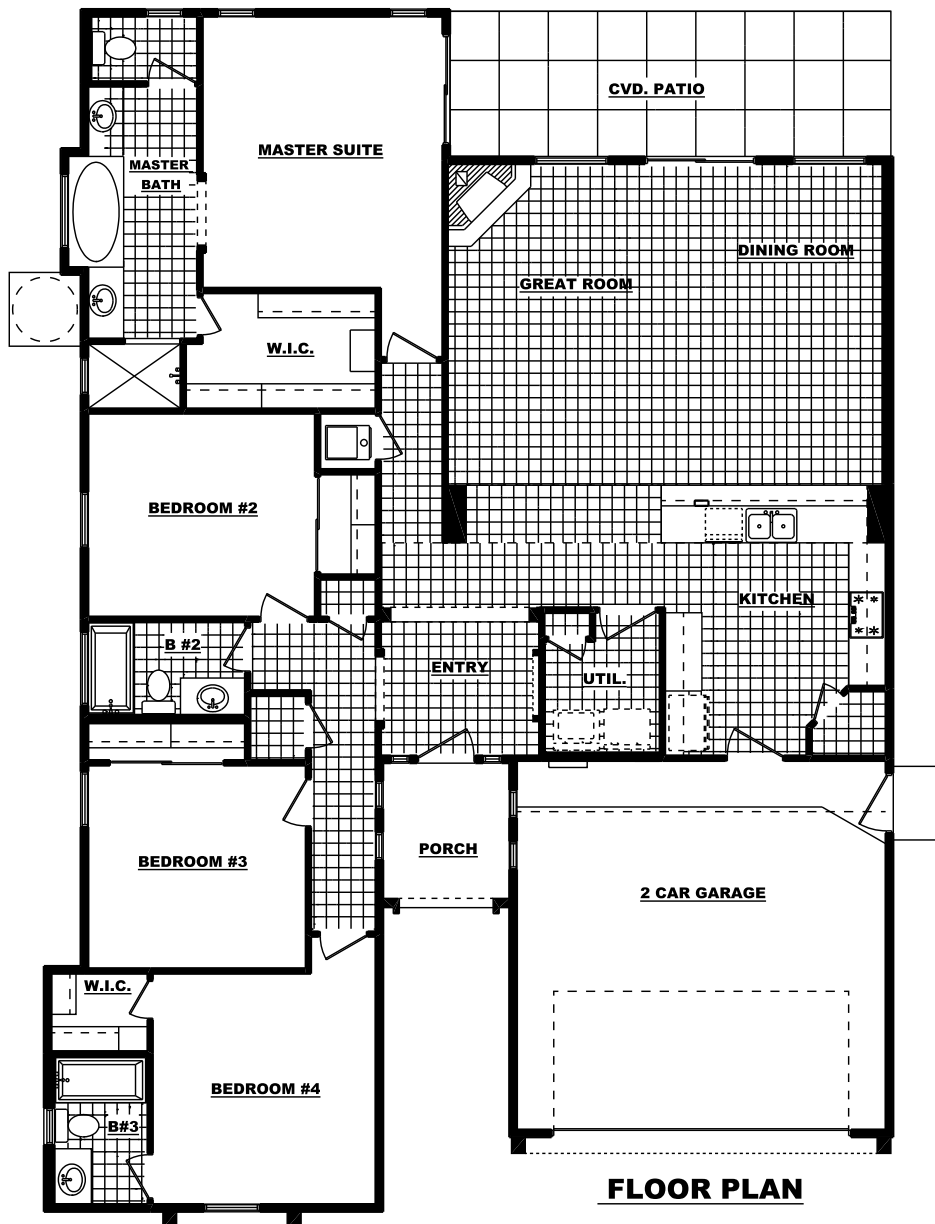 CVD. PATIO
MASTER SUITE
MASTER
BATH
DINING ROOM
GREAT ROOM
W.I.C.
BEDROOM #2
KITCHEN
B #2
ENTRY
UTIL.
PORCH
BEDROOM #3
2 CAR GARAGE
W.I.C.
BEDROOM #4
B#3
FLOOR PLAN